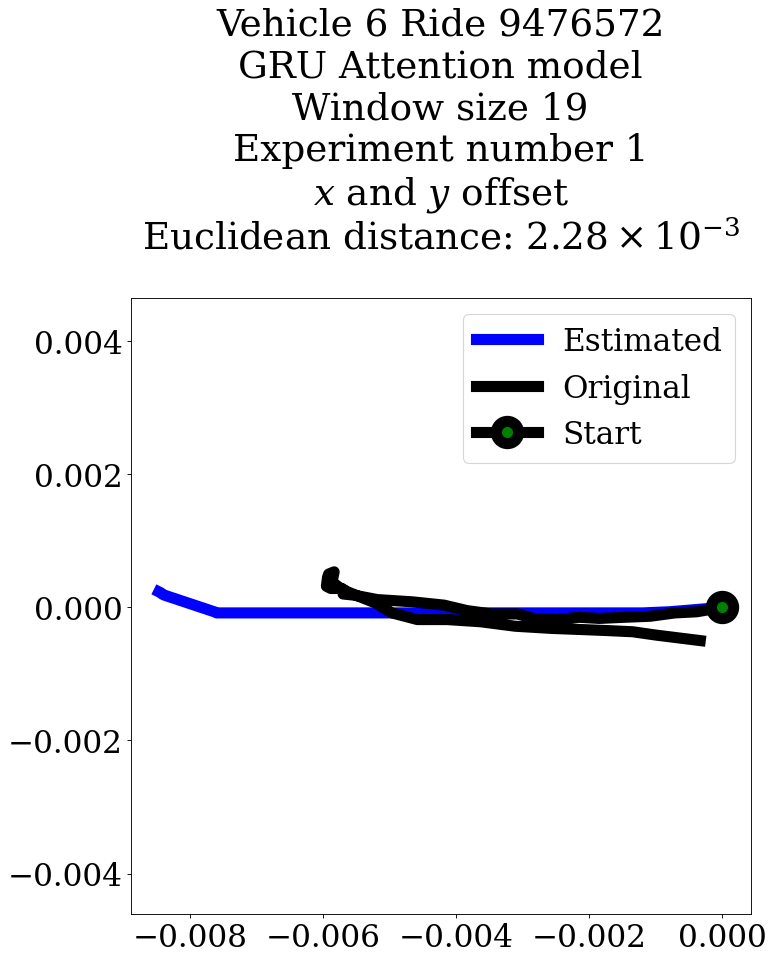 Vehicle 6 Ride 9476572
GRU Attention model
Window size 19
Experiment number 1
x and y offset
Euclidean distance: 2.28 × 10⁻³
Estimated
Original
Start
0.004
0.002
0.000
−0.002
−0.004
−0.008 −0.006 −0.004 −0.002 0.000